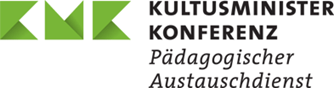 KMK KULTUSMINISTER
KONFERENZ
Pädagogischer
Austauschdienst